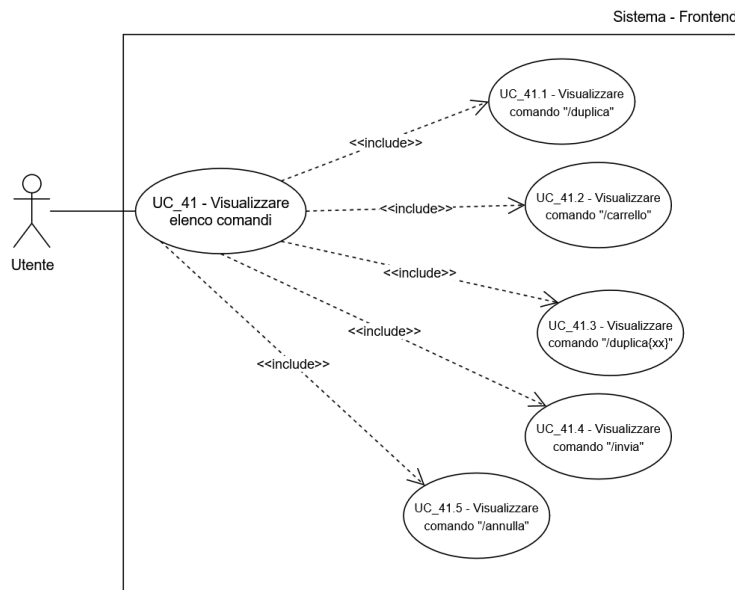 Sistema - Frontend
UC_41.1 - Visualizzare
comando "/duplica"
<<include>>
UC_41 - Visualizzare
elenco comandi
<<include>>
UC_41.2 - Visualizzare
comando "/carrello"
Utente
<<include>>
UC_41.3 - Visualizzare
comando "/duplica{xx}"
<<include>>
<<include>>
UC_41.4 - Visualizzare
comando "/invia"
UC_41.5 - Visualizzare
comando "/annulla"